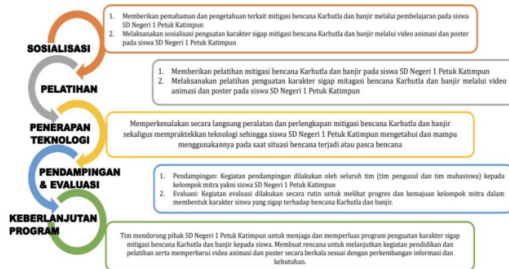 1. Memberikan pemahaman dan pengetahuan terkait mitigasi bencana Karhutla dan banjir melalui pembelajaran pada siswa
SD Negeri 1 Petuk Katimpun
2. Melaksanakan sosialisasi penguatan karakter sigap mitigasi bencana Karhutla dan banjir melalui video animasi dan poster
pada siswa SD Negeri 1 Petuk Katimpun
SOSIALISASI
1. Memberikan pelatihan mitigasi bencana Karhutla dan banjir pada siswa SD Negeri 1 Petuk Katimpun
2. Melaksanakan pelatihan penguatan karakter sigap mitagasi bencana Karhutla dan banjir melalui video
animasi dan poster pada siswa SD Negeri 1 Petuk Katimpun
PELATIHAN
Memperkenalkan secara langsung peralatan dan perlengkapan mitigasi bencana Karhutla dan banjir
sekaligus mempraktekkan teknologi sehingga siswa SD Negeri 1 Petuk Katimpun mengetahui dan mampu
menggunakannya pada saat situasi bencana terjadi atau pasca bencana
PENERAPAN
TEKNOLOGI
1. Pendampingan: Kegiatan pendampingan dilakukan oleh seluruh tim (tim pengusul dan tim mahasiswa) kepada
kelompok mitra yakni siswa SD Negeri 1 Petuk Katimpun
2. Evaluasi: Kegiatan evaluasi dilakukan secara rutin untuk melihat progres dan kemajuan kelompok mitra dalam
membentuk karakter siswa yang sigap terhadap bencana Karhutla dan banjir.
PENDAMPINGAN
& EVALUASI
Tim mendorong pihak SD Negeri 1 Petuk Katimpun untuk menjaga dan memperluas program penguatan karakter sigap
mitigasi bencana Karhutla dan banjir kepada siswa. Membuat rencana untuk melanjutkan kegiatan pendidikan dan
pelatihan serta memperbarui video animasi dan poster secara berkala sesuai dengan perkembangan informasi dan
kebutuhan.
KEBERLANJUTAN
PROGRAM